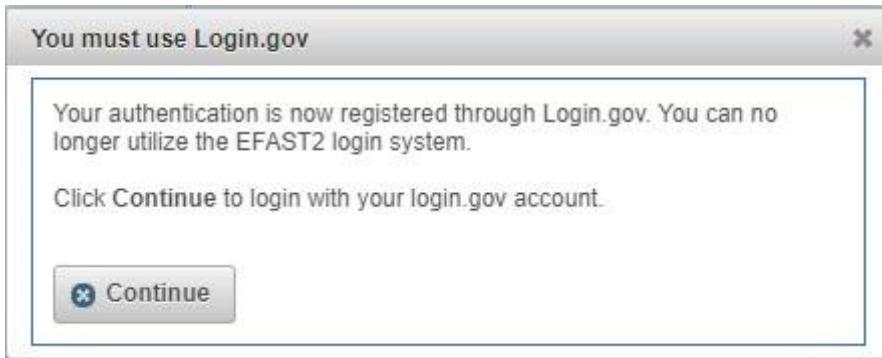 You must use Login.gov
Your authentication is now registered through Login.gov. You can no
longer utilize the EFAST2 login system.
Click Continue to login with your login.gov account.
Continue